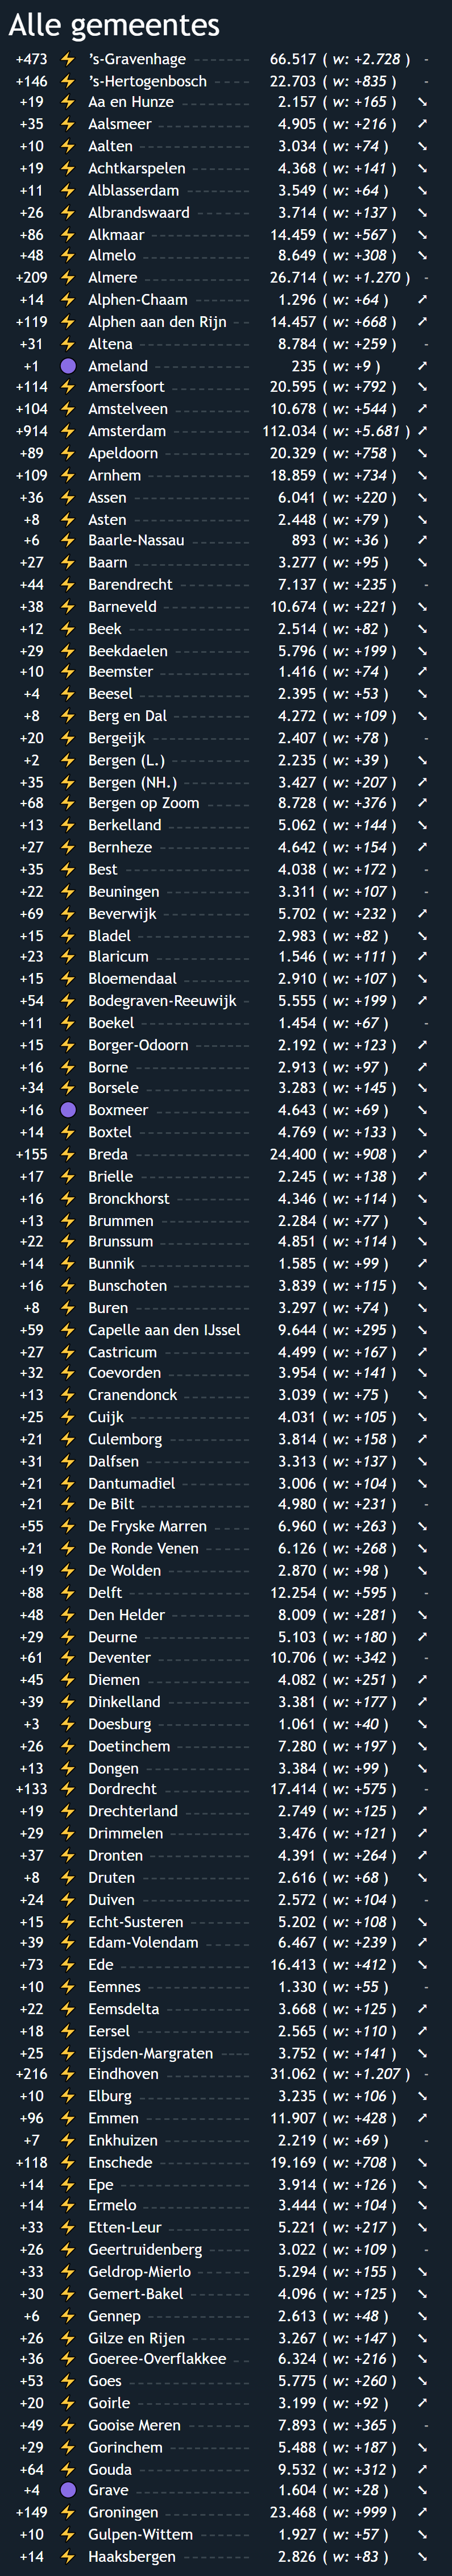 Alle gemeentes
+473 ⚡ ’s-Gravenhage 66.517 ( w: +2.728 ) -
+146 ⚡ ’s-Hertogenbosch 22.703 ( w: +835 ) -
+19 ⚡ Aa en Hunze 2.157 ( w: +165 ) ➘
+35 ⚡ Aalsmeer 4.905 ( w: +216 ) ➚
+10 ⚡ Aalten 3.034 ( w: +74 ) ➘
+19 ⚡ Achtkarspelen 4.368 ( w: +141 ) ➘
+11 ⚡ Alblasserdam 3.549 ( w: +64 ) ➘
+26 ⚡ Albrandswaard 3.714 ( w: +137 ) ➘
+86 ⚡ Alkmaar 14.459 ( w: +567 ) ➘
+48 ⚡ Almelo 8.649 ( w: +308 ) ➘
+209 ⚡ Almere 26.714 ( w: +1.270 ) -
+14 ⚡ Alphen-Chaam 1.296 ( w: +64 ) ➚
+119 ⚡ Alphen aan den Rijn 14.457 ( w: +668 ) ➚
+31 ⚡ Altena 8.784 ( w: +259 ) -
+1 Ameland 235 ( w: +9 ) ➚
+114 ⚡ Amersfoort 20.595 ( w: +792 ) ➘
+104 ⚡ Amstelveen 10.678 ( w: +544 ) ➚
+914 ⚡ Amsterdam 112.034 ( w: +5.681 ) ➚
+89 ⚡ Apeldoorn 20.329 ( w: +758 ) ➘
+109 ⚡ Arnhem 18.859 ( w: +734 ) ➘
+36 ⚡ Assen 6.041 ( w: +220 ) ➘
+8 ⚡ Asten 2.448 ( w: +79 ) ➘
+6 ⚡ Baarle-Nassau 893 ( w: +36 ) ➚
+27 ⚡ Baarn 3.277 ( w: +95 ) ➘
+44 ⚡ Barendrecht 7.137 ( w: +235 ) -
+38 ⚡ Barneveld 10.674 ( w: +221 ) ➘
+12 ⚡ Beek 2.514 ( w: +82 ) ➘
+29 ⚡ Beekdaelen 5.796 ( w: +199 ) ➘
+10 ⚡ Beemster 1.416 ( w: +74 ) ➚
+4 ⚡ Beesel 2.395 ( w: +53 ) ➘
+8 ⚡ Berg en Dal 4.272 ( w: +109 ) ➘
+20 ⚡ Bergeijk 2.407 ( w: +78 ) -
+2 ⚡ Bergen (L.) 2.235 ( w: +39 ) ➘
+35 ⚡ Bergen (NH.) 3.427 ( w: +207 ) ➚
+68 ⚡ Bergen op Zoom 8.728 ( w: +376 ) ➚
+13 ⚡ Berkelland 5.062 ( w: +144 ) ➘
+27 ⚡ Bernheze 4.642 ( w: +154 ) ➚
+35 ⚡ Best 4.038 ( w: +172 ) -
+22 ⚡ Beuningen 3.311 ( w: +107 ) -
+69 ⚡ Beverwijk 5.702 ( w: +232 ) ➚
+15 ⚡ Bladel 2.983 ( w: +82 ) ➘
+23 ⚡ Blaricum 1.546 ( w: +111 ) ➚
+15 ⚡ Bloemendaal 2.910 ( w: +107 ) ➘
+54 ⚡ Bodegraven-Reeuwijk 5.555 ( w: +199 ) ➚
+11 ⚡ Boekel 1.454 ( w: +67 ) -
+15 ⚡ Borger-Odoorn 2.192 ( w: +123 ) ➚
+16 ⚡ Borne 2.913 ( w: +97 ) ➚
+34 ⚡ Borsele 3.283 ( w: +145 ) ➘
+16 Boxmeer 4.643 ( w: +69 ) ➘
+14 ⚡ Boxtel 4.769 ( w: +133 ) ➘
+155 ⚡ Breda 24.400 ( w: +908 ) ➚
+17 ⚡ Brielle 2.245 ( w: +138 ) ➚
+16 ⚡ Bronckhorst 4.346 ( w: +114 ) ➘
+13 ⚡ Brummen 2.284 ( w: +77 ) ➘
+22 ⚡ Brunssum 4.851 ( w: +114 ) ➘
+14 ⚡ Bunnik 1.585 ( w: +99 ) ➚
+16 ⚡ Bunschoten 3.839 ( w: +115 ) ➘
+8 ⚡ Buren 3.297 ( w: +74 ) ➘
+59 ⚡ Capelle aan den IJssel 9.644 ( w: +295 ) ➘
+27 ⚡ Castricum 4.499 ( w: +167 ) ➚
+32 ⚡ Coevorden 3.954 ( w: +141 ) ➘
+13 ⚡ Cranendonck 3.039 ( w: +75 ) ➘
+25 ⚡ Cuijk 4.031 ( w: +105 ) ➘
+21 ⚡ Culemborg 3.814 ( w: +158 ) ➚
+31 ⚡ Dalfsen 3.313 ( w: +137 ) ➘
+21 ⚡ Dantumadiel 3.006 ( w: +104 ) ➘
+21 ⚡ De Bilt 4.980 ( w: +231 ) -
+55 ⚡ De Fryske Marren 6.960 ( w: +263 ) ➘
+21 ⚡ De Ronde Venen 6.126 ( w: +268 ) ➘
+19 ⚡ De Wolden 2.870 ( w: +98 ) ➘
+88 ⚡ Delft 12.254 ( w: +595 ) -
+48 ⚡ Den Helder 8.009 ( w: +281 ) ➘
+29 ⚡ Deurne 5.103 ( w: +180 ) ➚
+61 ⚡ Deventer 10.706 ( w: +342 ) -
+45 ⚡ Diemen 4.082 ( w: +251 ) ➚
+39 ⚡ Dinkelland 3.381 ( w: +177 ) ➚
+3 ⚡ Doesburg 1.061 ( w: +40 ) ➘
+26 ⚡ Doetinchem 7.280 ( w: +197 ) ➘
+13 ⚡ Dongen 3.384 ( w: +99 ) ➘
+133 ⚡ Dordrecht 17.414 ( w: +575 ) -
+19 ⚡ Drechterland 2.749 ( w: +125 ) ➚
+29 ⚡ Drimmelen 3.476 ( w: +121 ) ➚
+37 ⚡ Dronten 4.391 ( w: +264 ) ➚
+8 ⚡ Druten 2.616 ( w: +68 ) ➘
+24 ⚡ Duiven 2.572 ( w: +104 ) -
+15 ⚡ Echt-Susteren 5.202 ( w: +108 ) ➘
+39 ⚡ Edam-Volendam 6.467 ( w: +239 ) ➚
+73 ⚡ Ede 16.413 ( w: +412 ) ➘
+10 ⚡ Eemnes 1.330 ( w: +55 ) -
+22 ⚡ Eemsdelta 3.668 ( w: +125 ) ➚
+18 ⚡ Eersel 2.565 ( w: +110 ) ➚
+25 ⚡ Eijsden-Margraten 3.752 ( w: +141 ) ➘
+216 ⚡ Eindhoven 31.062 ( w: +1.207 ) -
+10 ⚡ Elburg 3.235 ( w: +106 ) ➘
+96 ⚡ Emmen 11.907 ( w: +428 ) ➚
+7 ⚡ Enkhuizen 2.219 ( w: +69 ) -
+118 ⚡ Enschede 19.169 ( w: +708 ) ➘
+14 ⚡ Epe 3.914 ( w: +126 ) ➘
+14 ⚡ Ermelo 3.444 ( w: +104 ) ➘
+33 ⚡ Etten-Leur 5.221 ( w: +217 ) ➘
+26 ⚡ Geertruidenberg 3.022 ( w: +109 ) -
+33 ⚡ Geldrop-Mierlo 5.294 ( w: +155 ) ➘
+30 ⚡ Gemert-Bakel 4.096 ( w: +125 ) ➘
+6 ⚡ Gennep 2.613 ( w: +48 ) ➘
+26 ⚡ Gilze en Rijen 3.267 ( w: +147 ) ➘
+36 ⚡ Goeree-Overflakkee 6.324 ( w: +216 ) ➘
+53 ⚡ Goes 5.775 ( w: +260 ) ➘
+20 ⚡ Goirle 3.199 ( w: +92 ) ➚
+49 ⚡ Gooise Meren 7.893 ( w: +365 ) -
+29 ⚡ Gorinchem 5.488 ( w: +187 ) ➘
+64 ⚡ Gouda 9.532 ( w: +312 ) ➚
+4 Grave 1.604 ( w: +28 ) ➘
+149 ⚡ Groningen 23.468 ( w: +999 ) ➚
+10 ⚡ Gulpen-Wittem 1.927 ( w: +57 ) ➘
+14 ⚡ Haaksbergen 2.826 ( w: +83 ) ➘